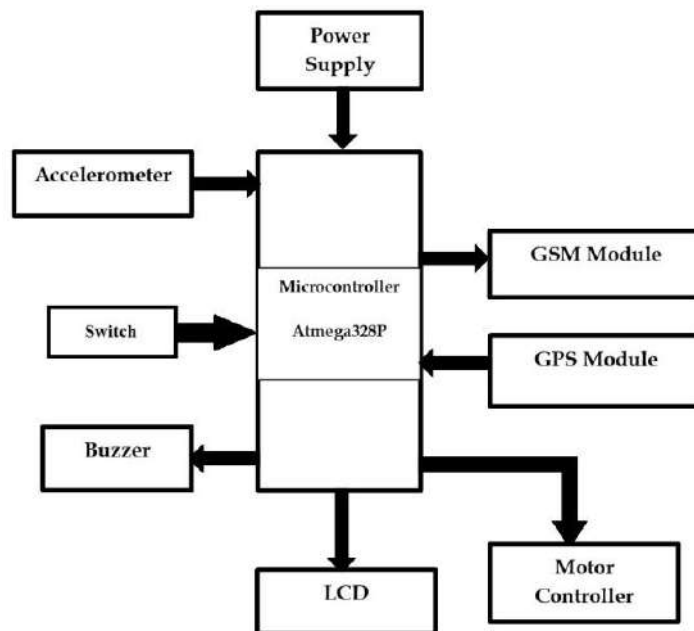 Power
Supply
Accelerometer
GSM Module
Microcontroller
Atmega328P
Switch
GPS Module
Buzzer
Motor
Controller
LCD